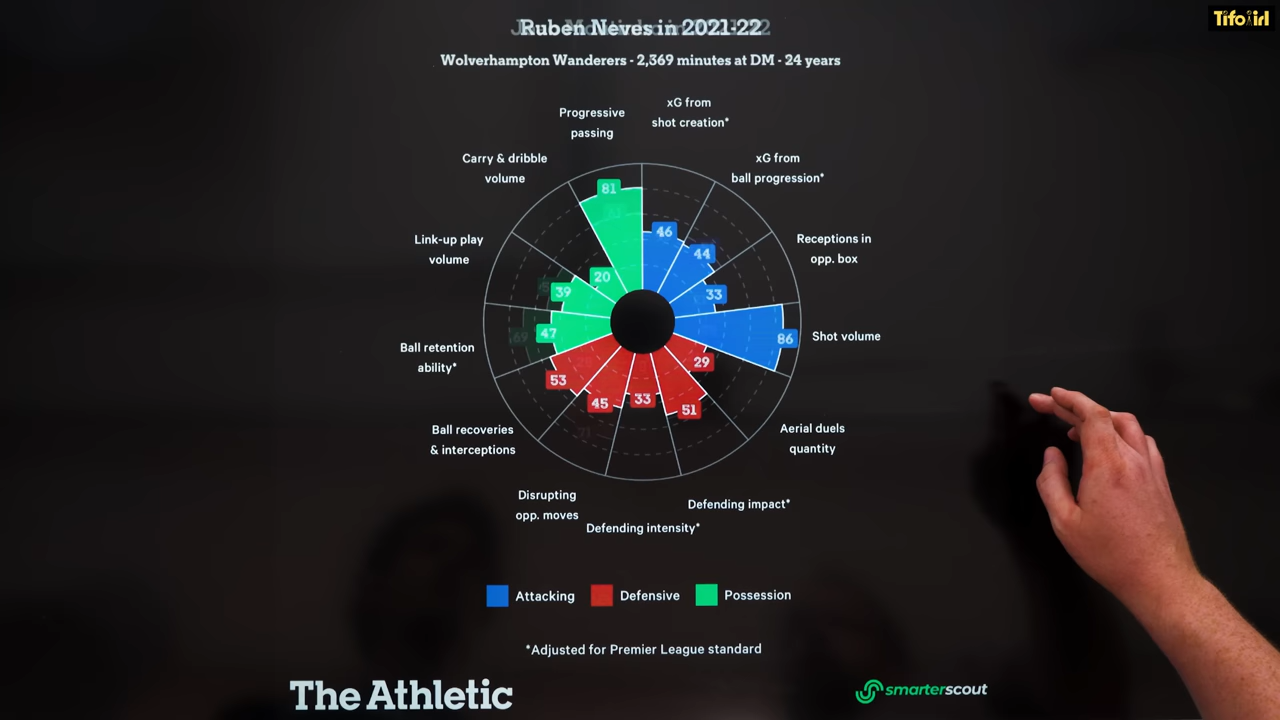 Tifo irl
Ruben Neves in 2021-22
Wolverhampton Wanderers - 2,369 minutes at DM - 24 years
xG from
shot creation*
Progressive
passing
Carry & dribble
volume
xG from
ball progression*
Link-up play
volume
Receptions in
opp. box
Ball retention
ability*
Shot volume
Ball recoveries
& interceptions
Aerial duels
quantity
Disrupting
opp. moves
Defending impact*
Defending intensity*
81
46
44
20
39
33
47
86
29
53
45
33
51
Attacking
Defensive
Possession
*Adjusted for Premier League standard
The Athletic
smarterscout